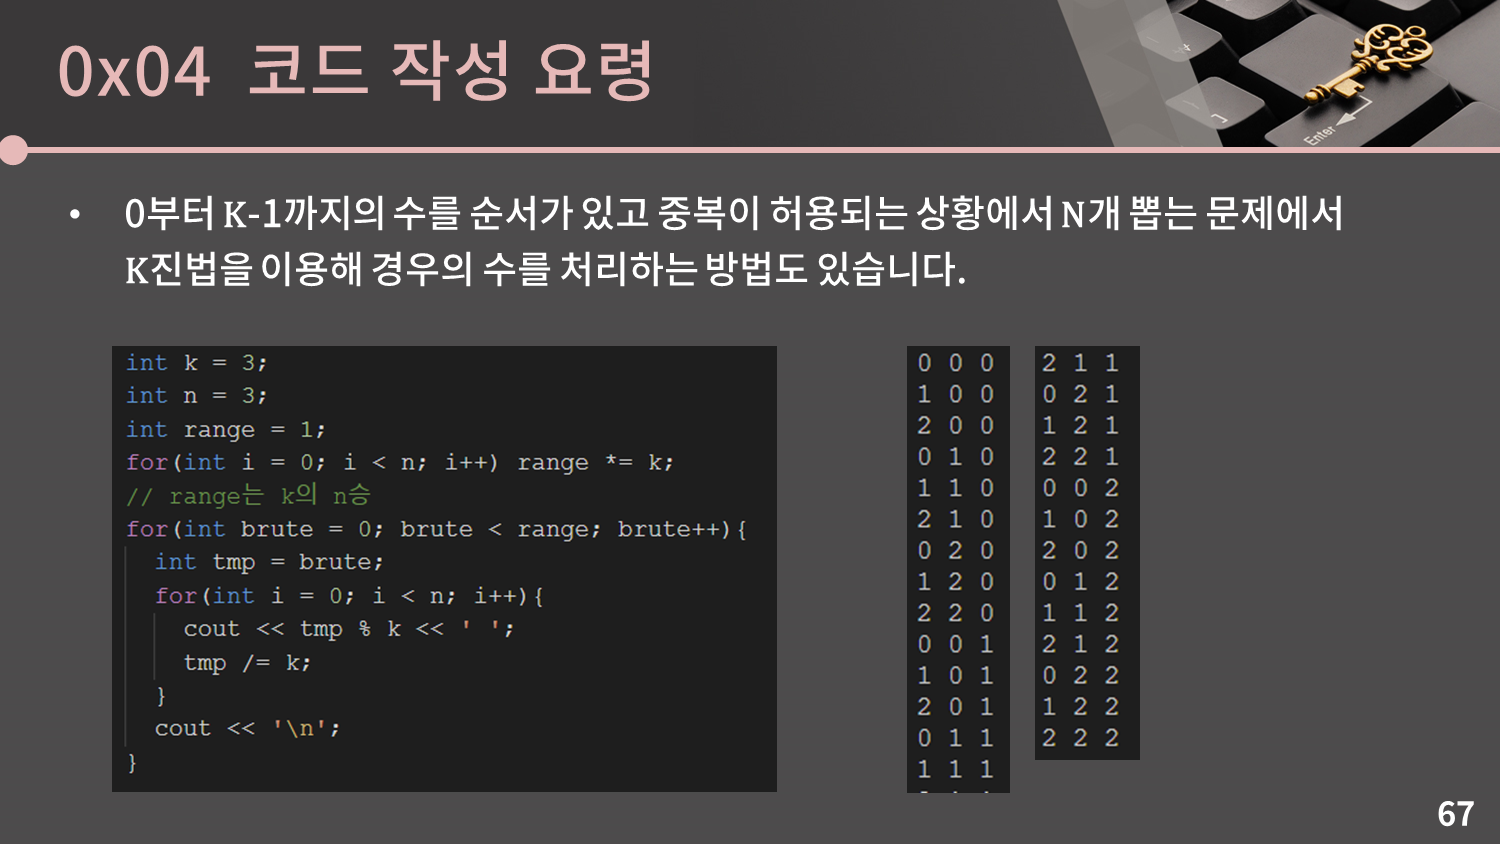 0x04 코드 작성 요령
Enter
• 0부터 K-1까지의 수를 순서가 있고 중복이 허용되는 상황에서 N개 뽑는 문제에서
K진법을 이용해 경우의 수를 처리하는 방법도 있습니다.
int k = 3;
int n = 3;
int range = 1;
for(int i = 0; i < n; i++) range *= k;
// range는 k의 n승
for(int brute = 0; brute < range; brute++){
int tmp = brute;
for(int i = 0; i < n; i++){
cout << tmp % k << ' ';
tmp /= k;
}
cout << '\n';
}
0 0 0
1 0 0
2 0 0
0 1 0
1 1 0
2 1 0
0 2 0
1 2 0
2 2 0
0 0 1
1 0 1
2 0 1
0 1 1
1 1 1
2 1 1
0 2 1
1 2 1
2 2 1
0 0 2
1 0 2
2 0 2
0 1 2
1 1 2
2 1 2
0 2 2
1 2 2
2 2 2
67